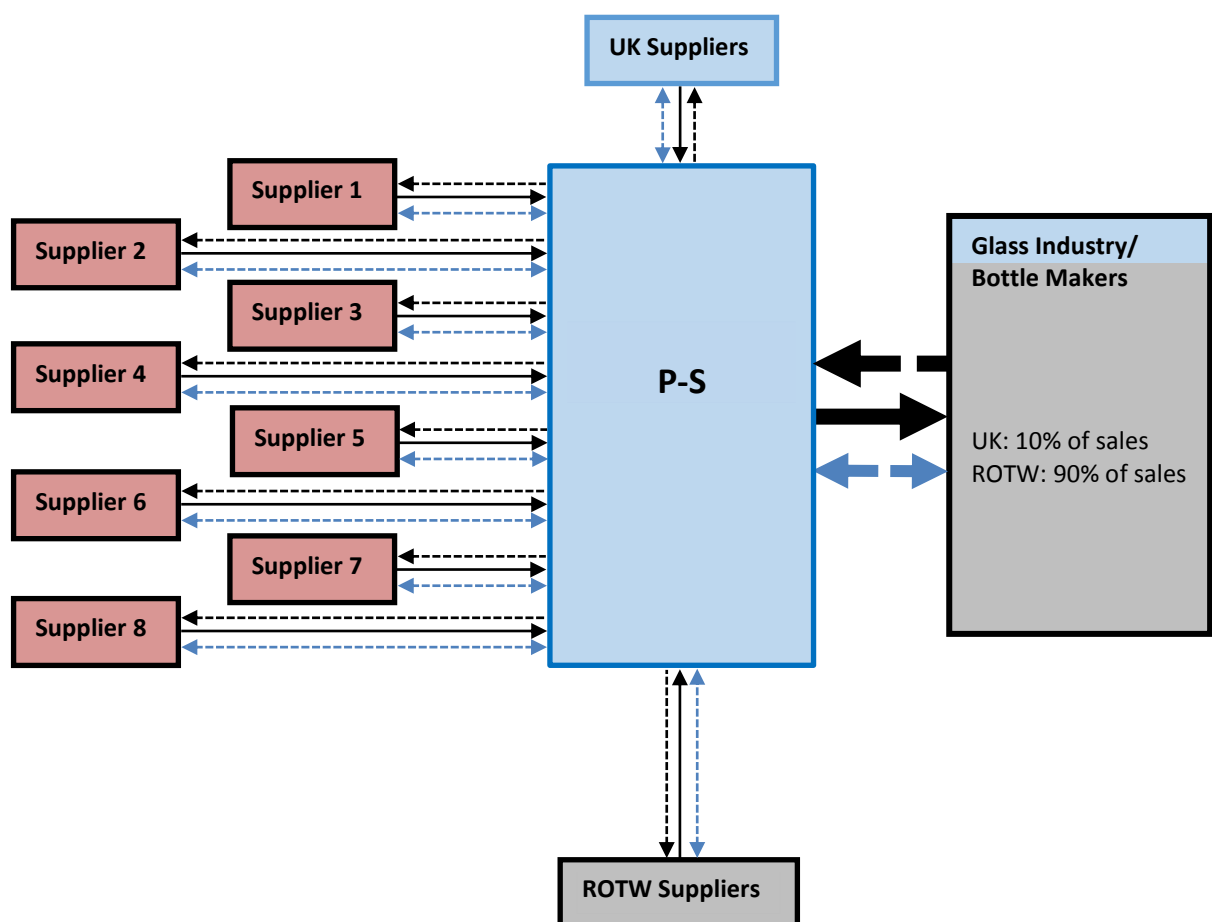 UK Suppliers
Supplier 1
Supplier 2
Supplier 3
Supplier 4
Supplier 5
Supplier 6
Supplier 7
Supplier 8
P-S
Glass Industry/
Bottle Makers
UK: 10% of sales
ROTW: 90% of sales
ROTW Suppliers